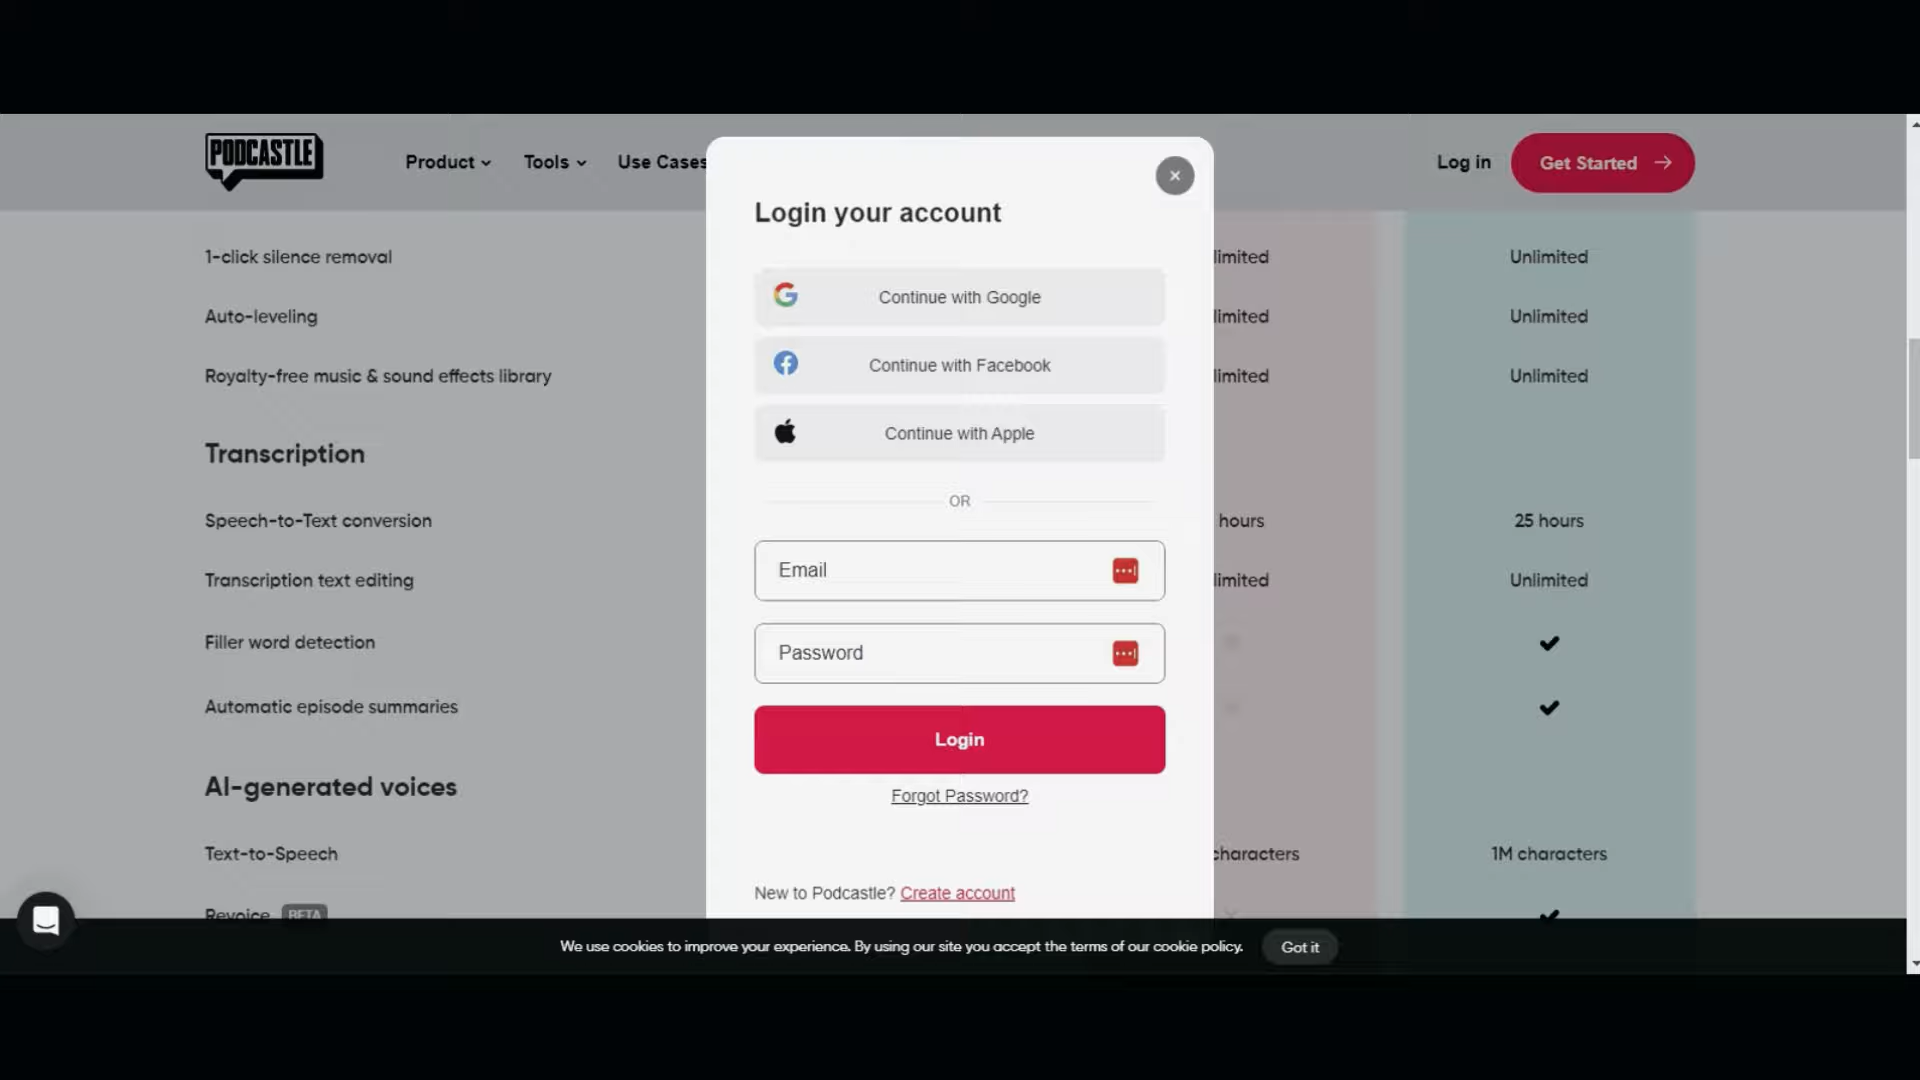 PODCASTLE
Product
Tools
Use Cases
Log in
Get Started
Login your account
Continue with Google
Continue with Facebook
Continue with Apple
OR
Email
Password
Login
Forgot Password?
New to Podcastle? Create account
1-click silence removal
limited
Unlimited
Auto-leveling
limited
Unlimited
Royalty-free music & sound effects library
limited
Unlimited
Transcription
Speech-to-Text conversion
hours
25 hours
Transcription text editing
limited
Unlimited
Filler word detection
Automatic episode summaries
AI-generated voices
Text-to-Speech
characters
1M characters
Revoice BETA
We use cookies to improve your experience. By using our site you accept the terms of our cookie policy.
Got it